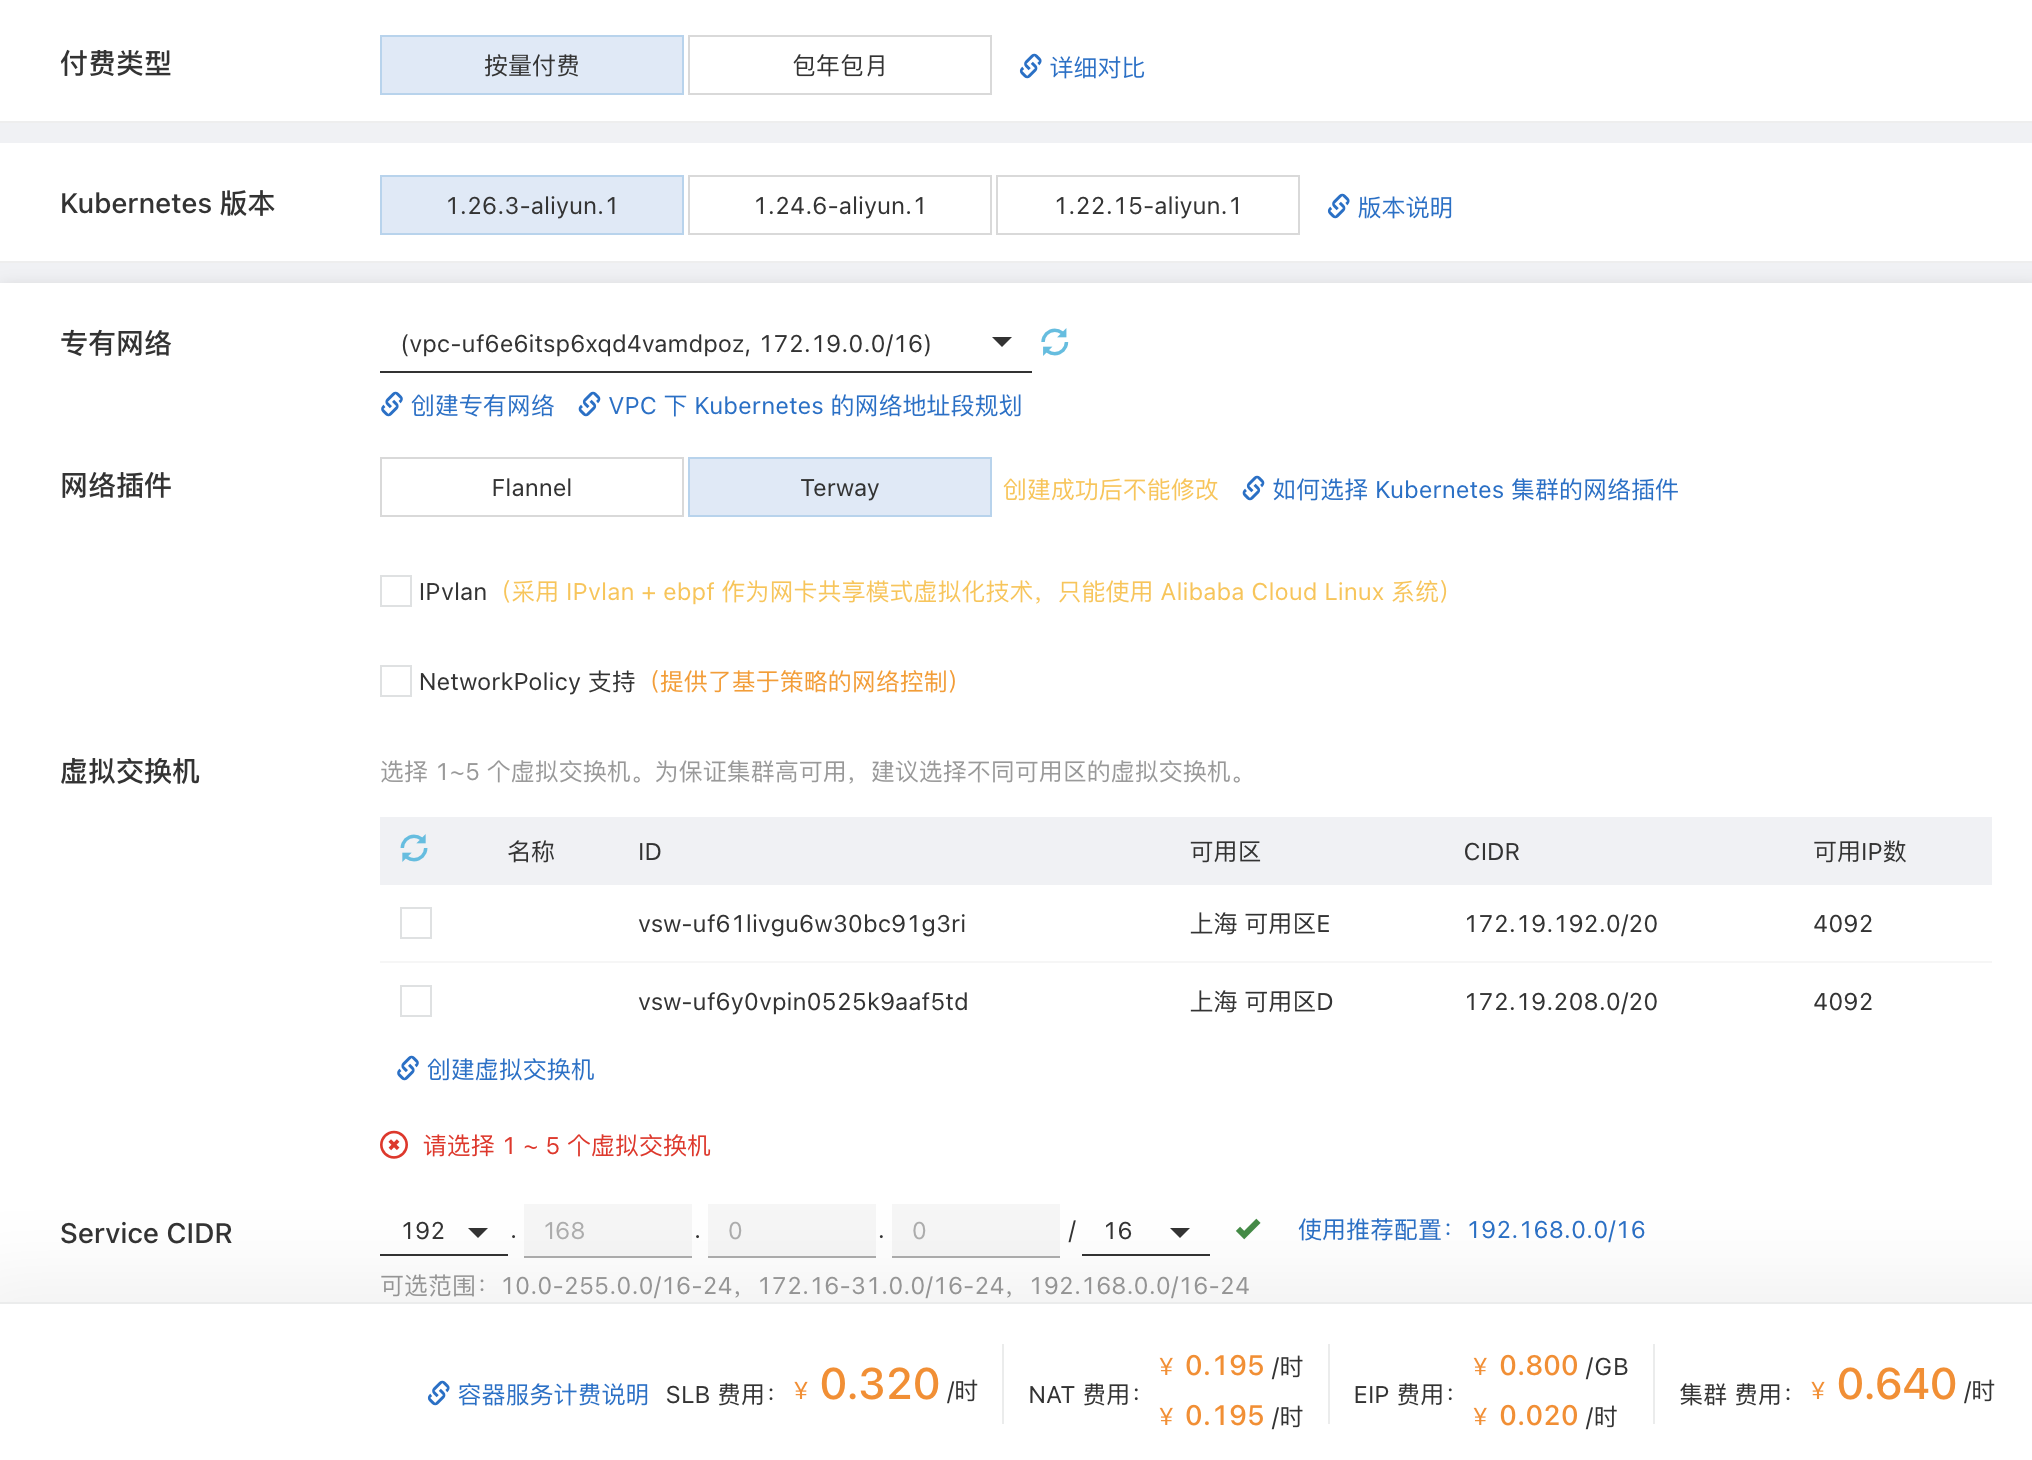 付费类型
按量付费
包年包月
详细对比
Kubernetes 版本
1.26.3-aliyun.1
1.24.6-aliyun.1
1.22.15-aliyun.1
版本说明
专有网络
(vpc-uf6e6itsp6xqd4vamdpoz, 172.19.0.0/16)
创建专有网络
VPC 下 Kubernetes 的网络地址段规划
网络插件
Flannel
Terway
创建成功后不能修改
如何选择 Kubernetes 集群的网络插件
IPvlan（采用 IPvlan + ebpf 作为网卡共享模式虚拟化技术，只能使用 Alibaba Cloud Linux 系统）
NetworkPolicy 支持（提供了基于策略的网络控制）
虚拟交换机
选择 1~5 个虚拟交换机。为保证集群高可用，建议选择不同可用区的虚拟交换机。
名称 ID 可用区 CIDR 可用IP数
vsw-uf61livgu6w30bc91g3ri 上海 可用区E 172.19.192.0/20 4092
vsw-uf6y0vpin0525k9aaf5td 上海 可用区D 172.19.208.0/20 4092
创建虚拟交换机
请选择 1 ~ 5 个虚拟交换机
Service CIDR
192 . 168 . 0 . 0 / 16
使用推荐配置：192.168.0.0/16
可选范围：10.0-255.0.0/16-24，172.16-31.0.0/16-24，192.168.0.0/16-24
容器服务计费说明
SLB 费用：¥ 0.320 /时
NAT 费用：
¥ 0.195 /时
¥ 0.195 /时
EIP 费用：
¥ 0.800 /GB
¥ 0.020 /时
集群 费用：¥ 0.640 /时